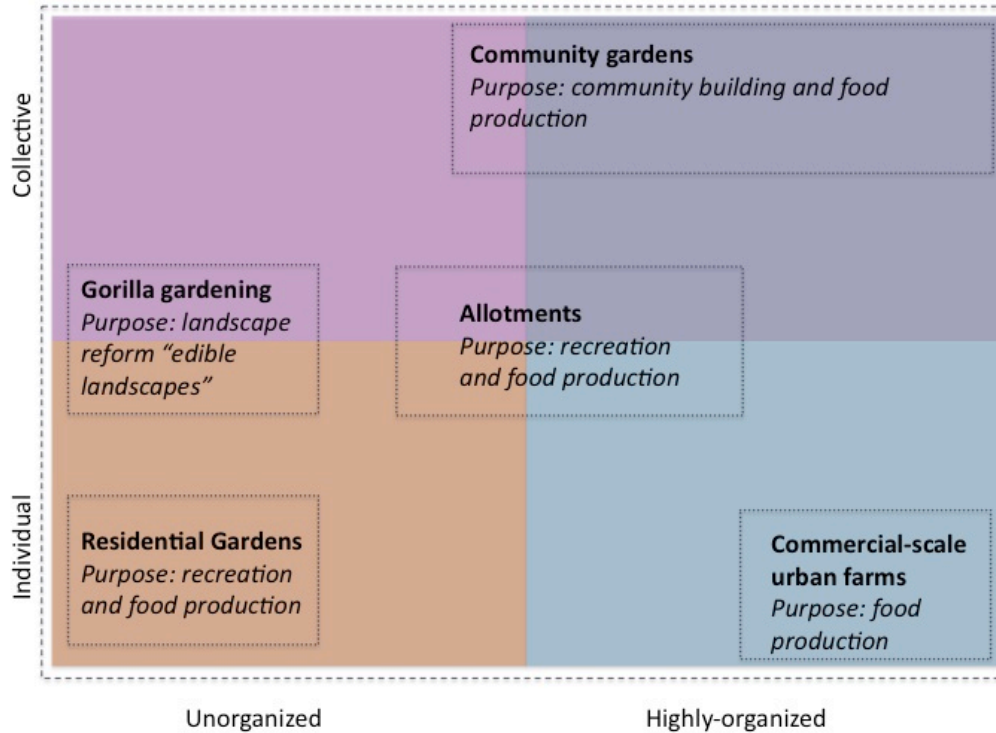 Collective
Individual
Community gardens
Purpose: community building and food
production
Gorilla gardening
Purpose: landscape
reform “edible
landscapes”
Allotments
Purpose: recreation
and food production
Residential Gardens
Purpose: recreation
and food production
Commercial-scale
urban farms
Purpose: food
production
Unorganized
Highly-organized